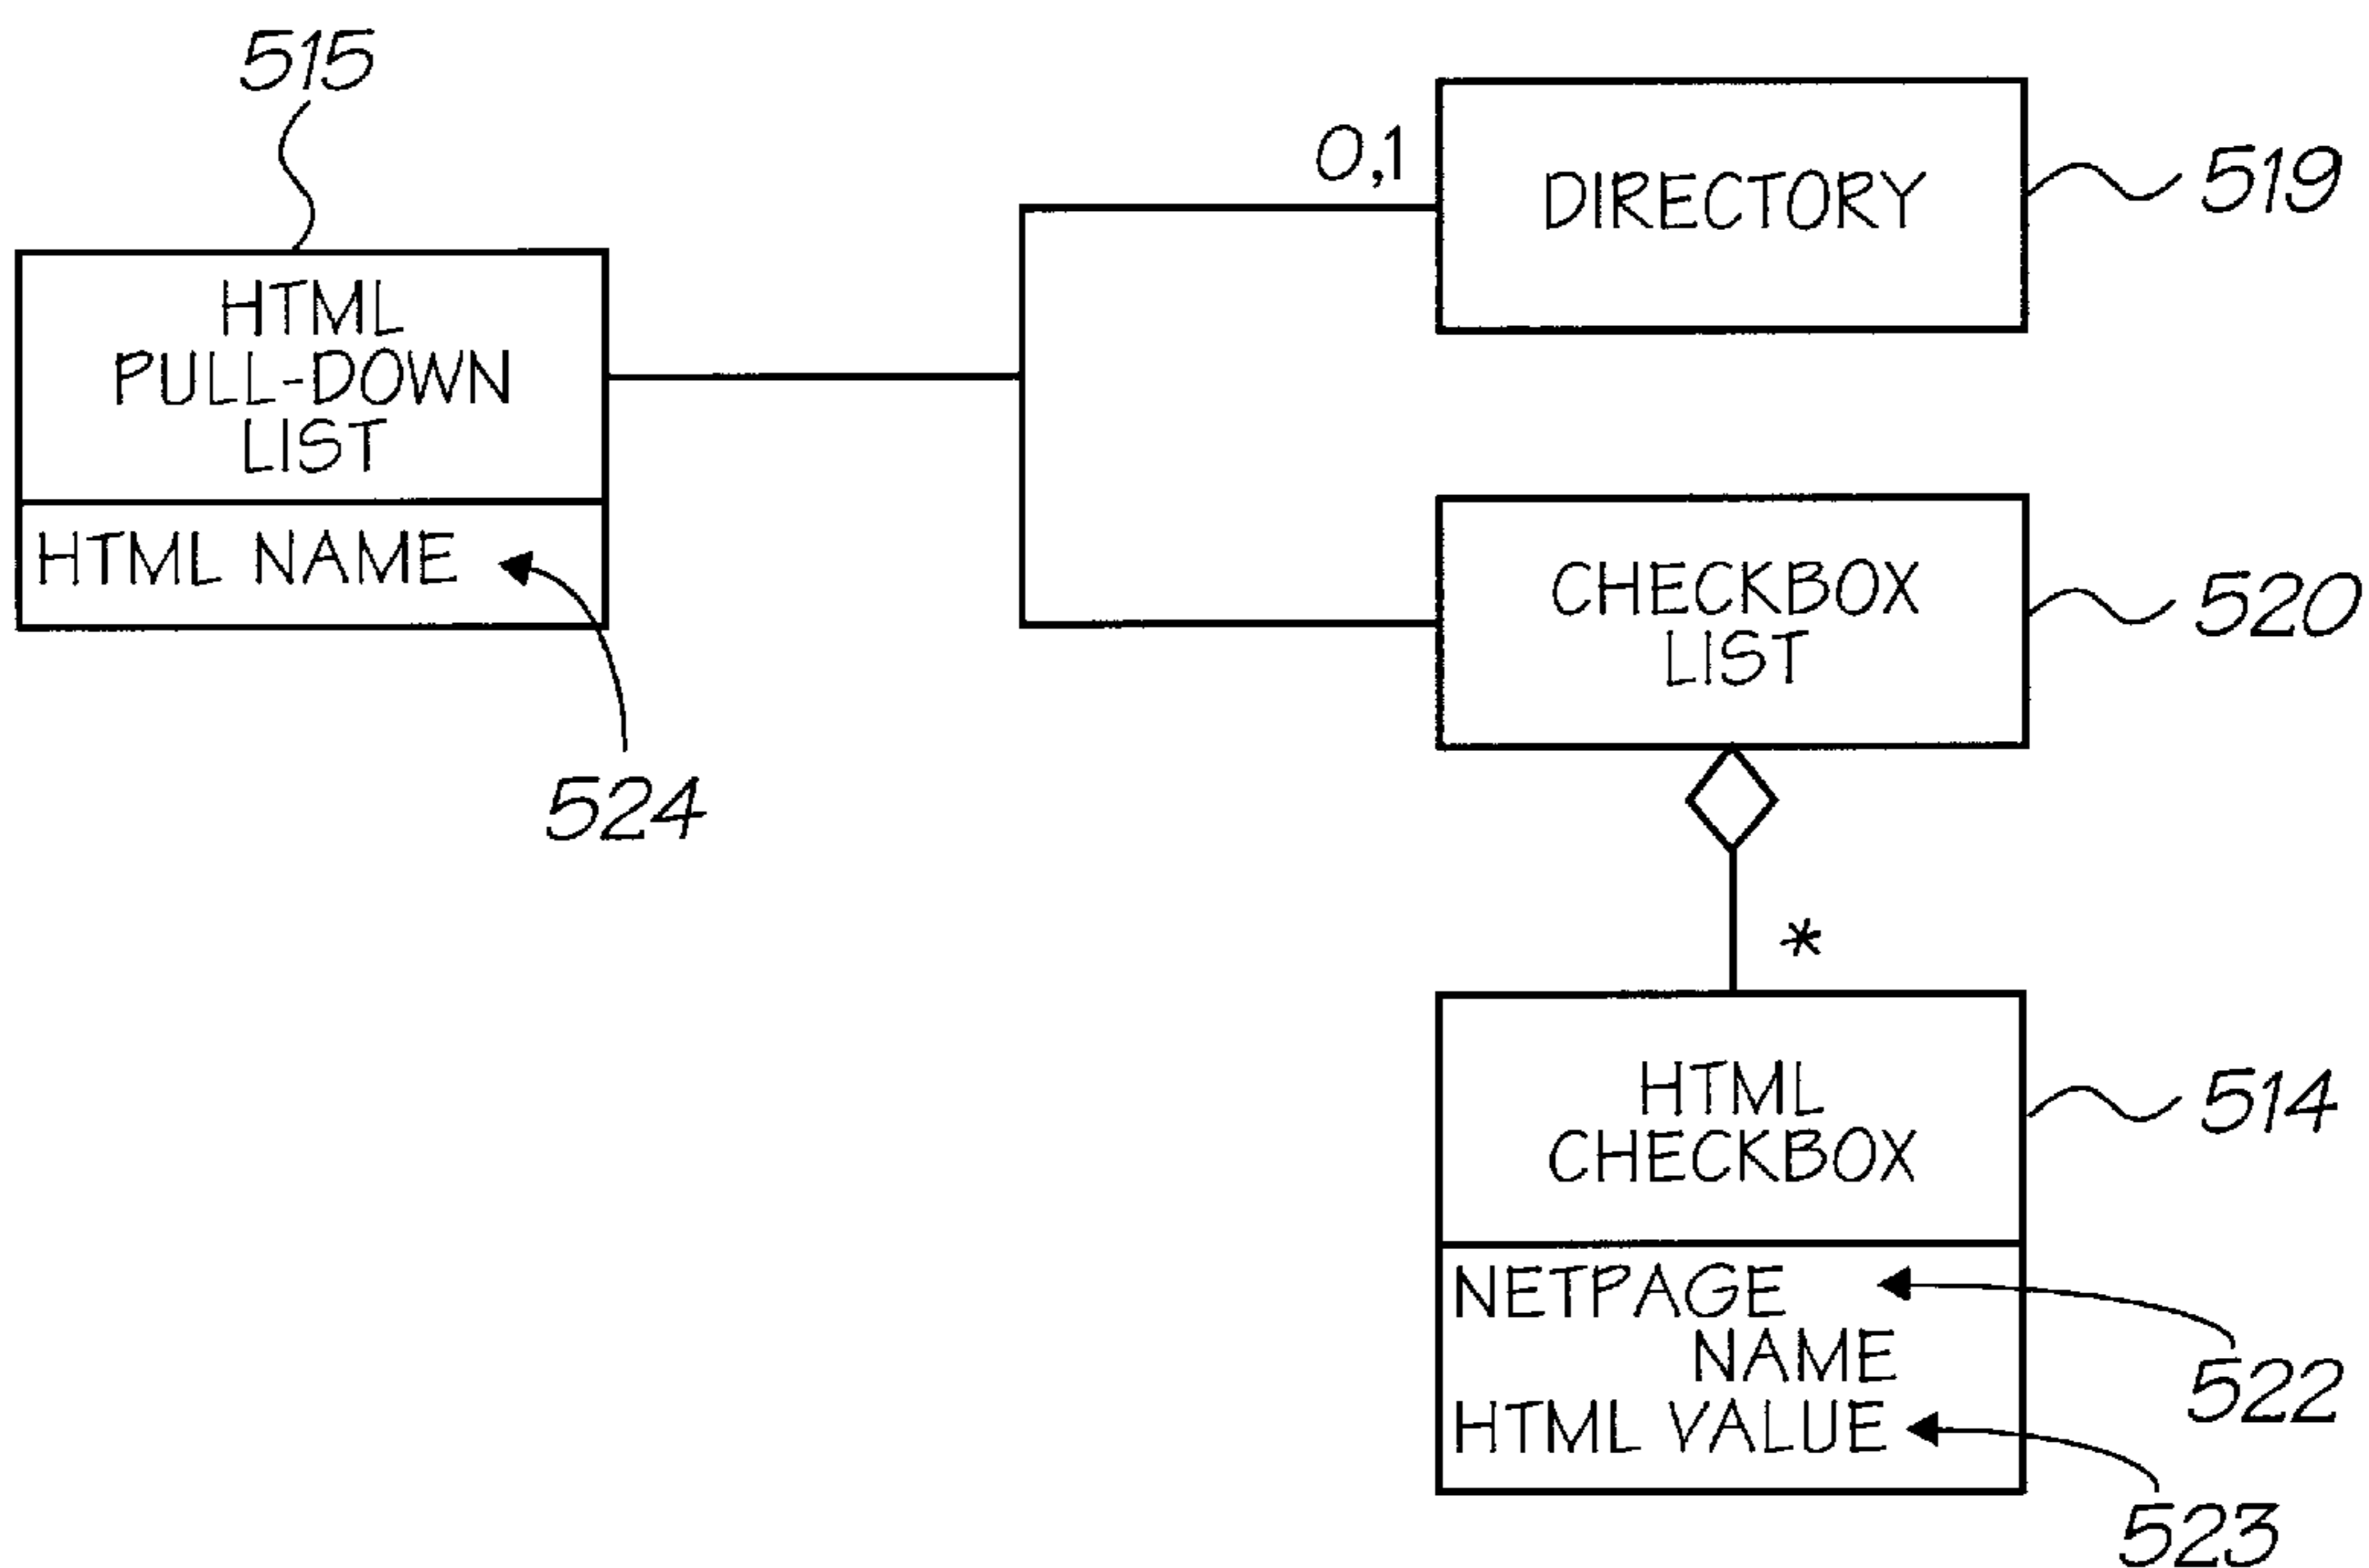 515
HTML
PULL-DOWN
LIST
HTML NAME
524
0,1
DIRECTORY
519
CHECKBOX
LIST
520
*
HTML
CHECKBOX
514
NETPAGE
NAME
HTML VALUE
522
523